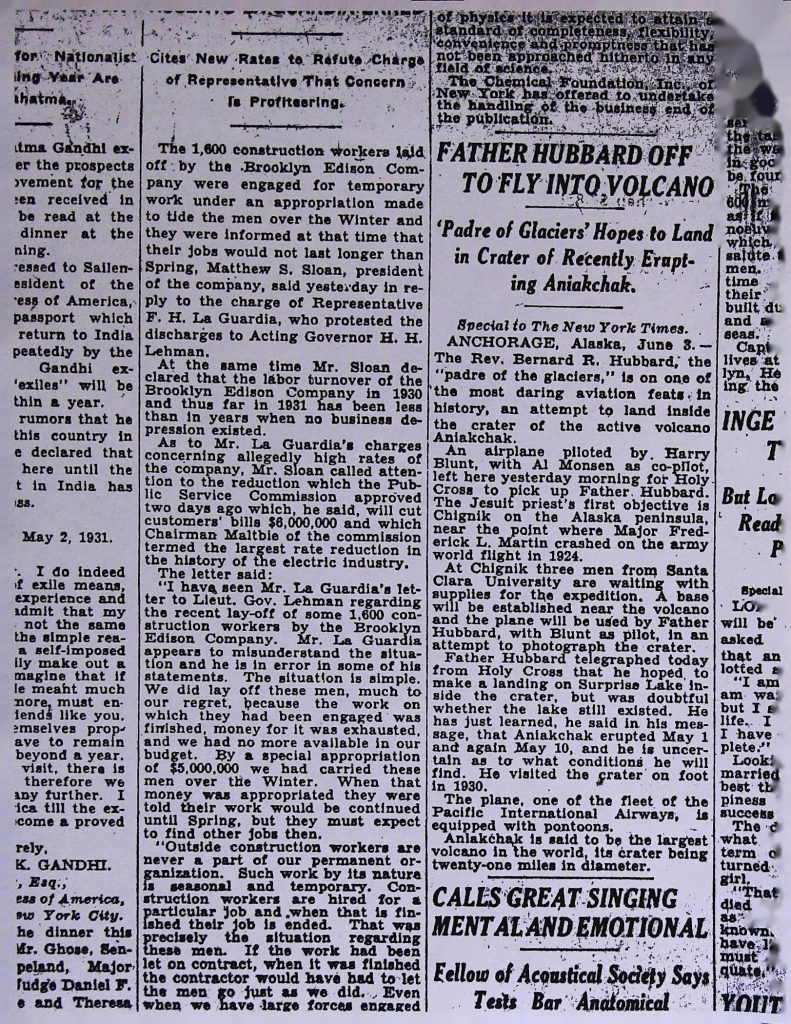 for Nationalist
ing Year Are
ahatma.
tma Gandhi ex-
er the prospects
vement for the
een received in
be read at the
dinner at the
ning.
ressed to Sailen-
esident of the
ess of America,
passport which
return to India
peatedly by the
Gandhi ex-
'exiles" will be
thin a year.
rumors that he
this country in
e declared that
here until the
t in India has
ss.
May 2, 1931.
I do indeed
f exile means,
experience and
admit that my
not the same
the simple rea-
a self-imposed
lly make out a
magine that if
le meant much
more, must en-
iends like you,
emselves prop-
ave to remain
beyond a year.
visit, there is
therefore we
any further. I
ica till the ex-
come a proved
rely,
K. GANDHI.
, Esq.,
ess of America,
ew York City.
he dinner this
Mr. Ghose, Sen-
peland, Major
Judge Daniel F.
e and Theresa
Cites New Rates to Refute Charge
of Representative That Concern
Is Profiteering.
The 1,600 construction workers laid
off by the Brooklyn Edison Com-
pany were engaged for temporary
work under an appropriation made
to tide the men over the Winter and
they were informed at that time that
their jobs would not last longer than
Spring, Matthew S. Sloan, president
of the company, said yesterday in re-
ply to the charge of Representative
F. H. La Guardia, who protested the
discharges to Acting Governor H. H.
Lehman.
At the same time Mr. Sloan de-
clared that the labor turnover of the
Brooklyn Edison Company in 1930
and thus far in 1931 has been less
than in years when no business de-
pression existed.
As to Mr. La Guardia's charges
concerning allegedly high rates of
the company, Mr. Sloan called atten-
tion to the reduction which the Pub-
lic Service Commission approved
two days ago which, he said, will cut
customers' bills $6,000,000 and which
Chairman Maltbie of the commission
termed the largest rate reduction in
the history of the electric industry.
The letter said:
"I have seen Mr. La Guardia's let-
ter to Lieut. Gov. Lehman regarding
the recent lay-off of some 1,600 con-
struction workers by the Brooklyn
Edison Company. Mr. La Guardia
appears to misunderstand the situa-
tion and he is in error in some of his
statements. The situation is simple.
We did lay off these men, much to
our regret, because the work on
which they had been engaged was
finished, money for it was exhausted,
and we had no more available in our
budget. By a special appropriation
of $5,000,000 we had carried these
men over the Winter. When that
money was appropriated they were
told their work would be continued
until Spring, but they must expect
to find other jobs then.
"Outside construction workers are
never a part of our permanent or-
ganization. Such work by its nature
is seasonal and temporary. Con-
struction workers are hired for a
particular job and when that is fin-
ished their job is ended. That was
precisely the situation regarding
these men. If the work had been
let on contract, when it was finished
the contractor would have had to let
the men go just as we did. Even
when we have large forces engaged
of physics it is expected to attain a
standard of completeness, flexibility,
convenience and promptness that has
not been approached hitherto in any
field of science.
The Chemical Foundation, Inc., of
New York has offered to undertake
the handling of the business end of
the publication.
FATHER HUBBARD OFF
TO FLY INTO VOLCANO
'Padre of Glaciers' Hopes to Land
in Crater of Recently Erupt-
ing Aniakchak.
Special to The New York Times.
ANCHORAGE, Alaska, June 3.—
The Rev. Bernard R. Hubbard, the
"padre of the glaciers," is on one of
the most daring aviation feats in
history, an attempt to land inside
the crater of the active volcano
Aniakchak.
An airplane piloted by Harry
Blunt, with Al Monsen as co-pilot,
left here yesterday morning for Holy
Cross to pick up Father Hubbard.
The Jesuit priest's first objective is
Chignik on the Alaska peninsula,
near the point where Major Fred-
erick L. Martin crashed on the army
world flight in 1924.
At Chignik three men from Santa
Clara University are waiting with
supplies for the expedition. A base
will be established near the volcano
and the plane will be used by Father
Hubbard, with Blunt as pilot, in an
attempt to photograph the crater.
Father Hubbard telegraphed today
from Holy Cross that he hoped to
make a landing on Surprise Lake in-
side the crater, but was doubtful
whether the lake still existed. He
has just learned, he said in his mes-
sage, that Aniakchak erupted May 1
and again May 10, and he is uncer-
tain as to what conditions he will
find. He visited the crater on foot
in 1930.
The plane, one of the fleet of the
Pacific International Airways, is
equipped with pontoons.
Aniakchak is said to be the largest
volcano in the world, its crater being
twenty-one miles in diameter.
CALLS GREAT SINGING
MENTAL AND EMOTIONAL
Fellow of Acoustical Society Says
Tests Bar Anatomical
ser
the tas
the wa
in goo
be four
The
600 m
as if
noeuv
which
salute
men.
time
their
built du
and a
seas.
Capt
lives at
lyn. He
ing the
INGE
T
But Lo
Read
P
Special
LO
will be
asked
that an
lotted
"I am
am wa
but I
life. I
I have
plete."
Looki
married
best th
piness
success
The
what
term o
turned
girl.
"That
died
as
known.
have l
must
quate."
YOUT